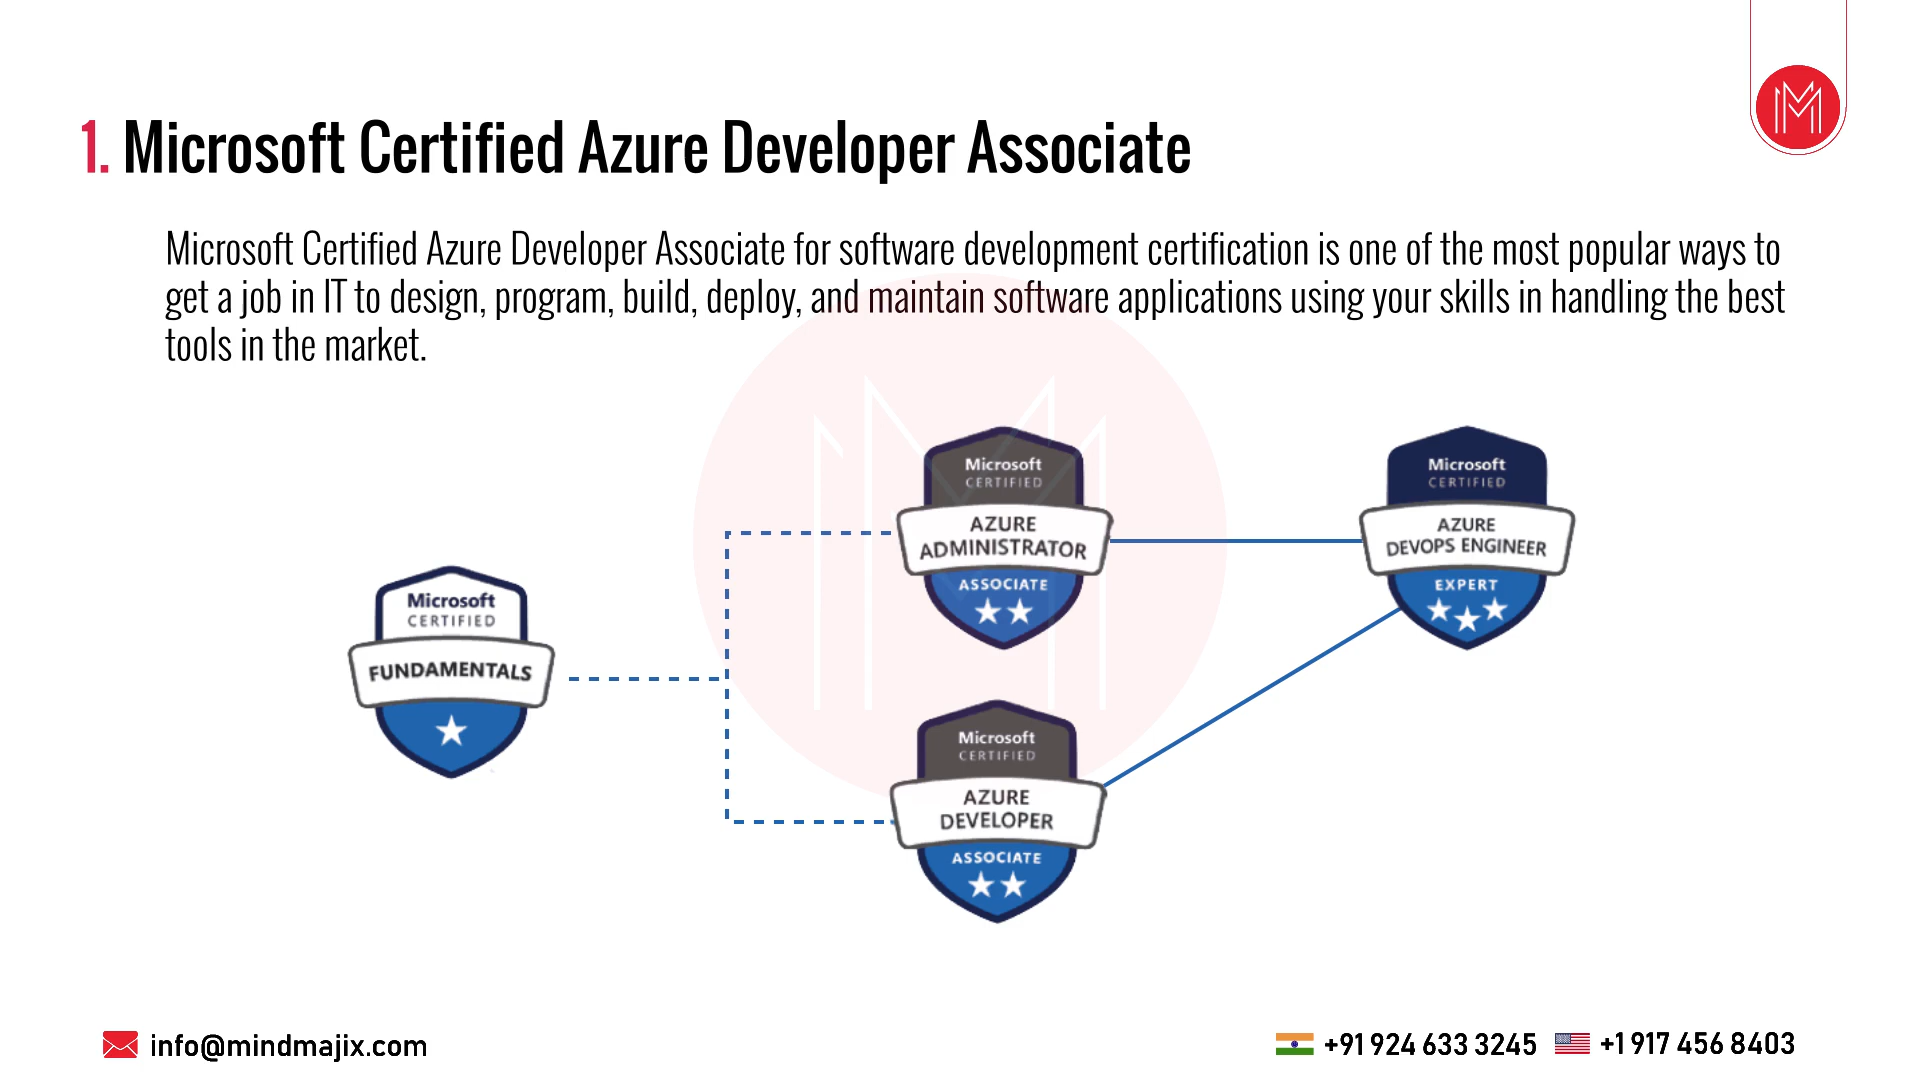 1. Microsoft Certified Azure Developer Associate
Microsoft Certified Azure Developer Associate for software development certification is one of the most popular ways to
get a job in IT to design, program, build, deploy, and maintain software applications using your skills in handling the best
tools in the market.
Microsoft
CERTIFIED
FUNDAMENTALS
Microsoft
CERTIFIED
AZURE
ADMINISTRATOR
ASSOCIATE
Microsoft
CERTIFIED
AZURE
DEVELOPER
ASSOCIATE
Microsoft
CERTIFIED
AZURE
DEVOPS ENGINEER
EXPERT
info@mindmajix.com
+91 924 633 3245
+1 917 456 8403